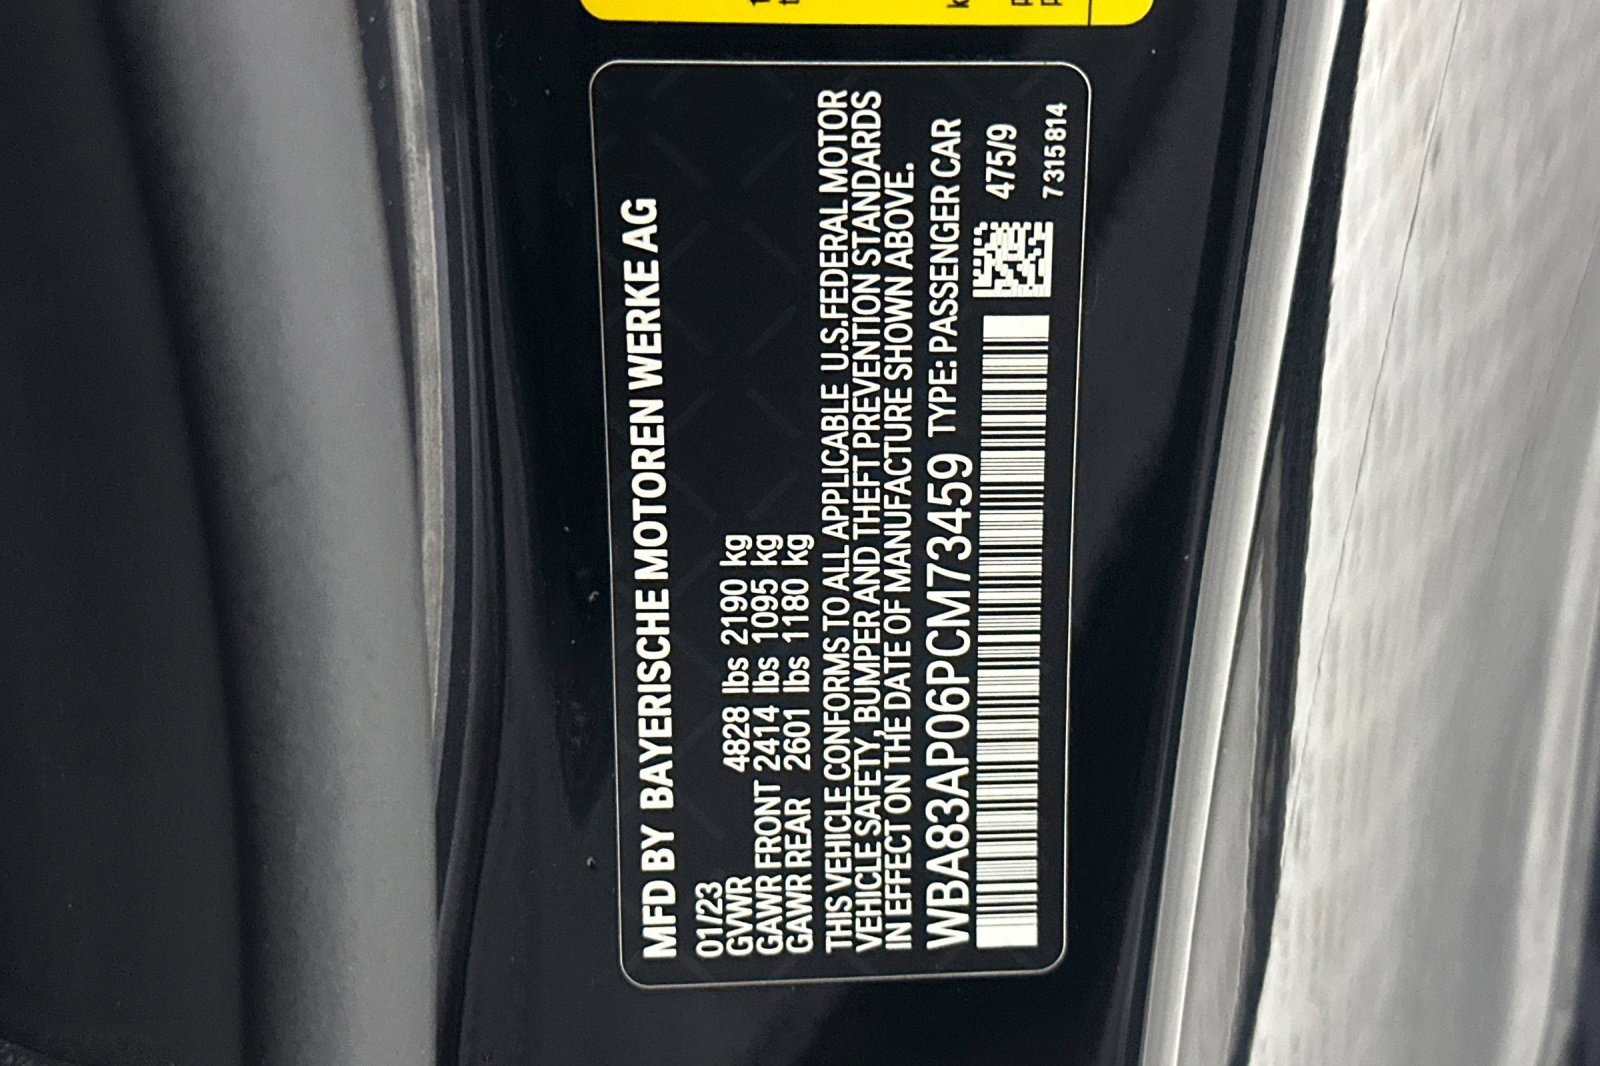 MFD BY BAYERISCHE MOTOREN WERKE AG
01/23
GVWR 4828 lbs 2190 kg
GAWR FRONT 2414 lbs 1095 kg
GAWR REAR 2601 lbs 1180 kg
THIS VEHICLE CONFORMS TO ALL APPLICABLE U.S.FEDERAL MOTOR
VEHICLE SAFETY, BUMPER AND THEFT PREVENTION STANDARDS
IN EFFECT ON THE DATE OF MANUFACTURE SHOWN ABOVE.
WBA83AP06PCM73459 TYPE: PASSENGER CAR
475/9
7315814